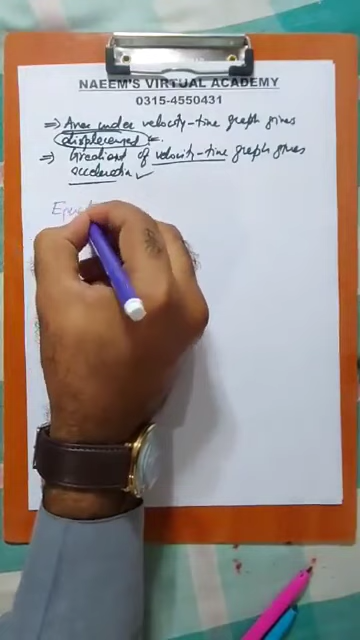 NAEEM'S VIRTUAL ACADEMY
0315-4550431
⇒ Area under velocity-time graph gives
displacement
⇒ Gradient of velocity-time graph gives
acceleration ✓